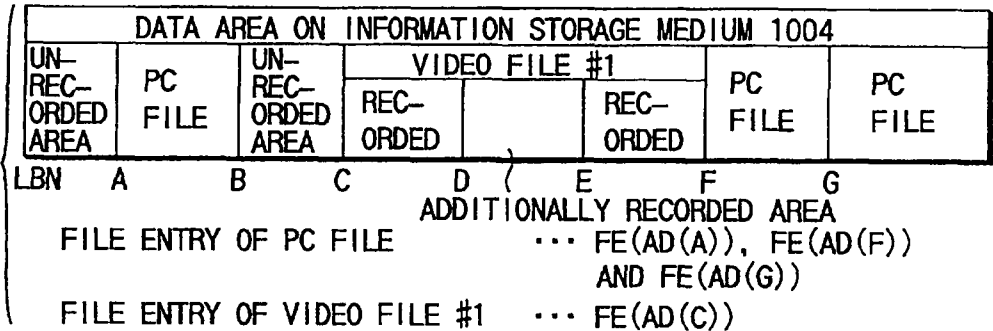 DATA AREA ON INFORMATION STORAGE MEDIUM 1004
UN-
REC-
ORDED
AREA
PC
FILE
UN-
REC-
ORDED
AREA
VIDEO FILE #1
REC-
ORDED
REC-
ORDED
PC
FILE
PC
FILE
LBN A B C D E F G
ADDITIONALLY RECORDED AREA
FILE ENTRY OF PC FILE ··· FE(AD(A)), FE(AD(F))
AND FE(AD(G))
FILE ENTRY OF VIDEO FILE #1 ··· FE(AD(C))